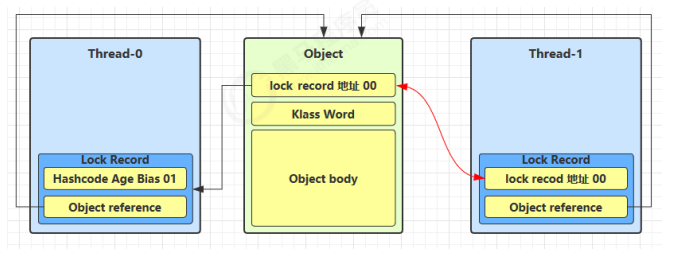 Thread-0
Object
Thread-1
lock record 地址 00
Klass Word
Object body
Lock Record
Hashcode Age Bias 01
Object reference
Lock Record
lock recod 地址 00
Object reference